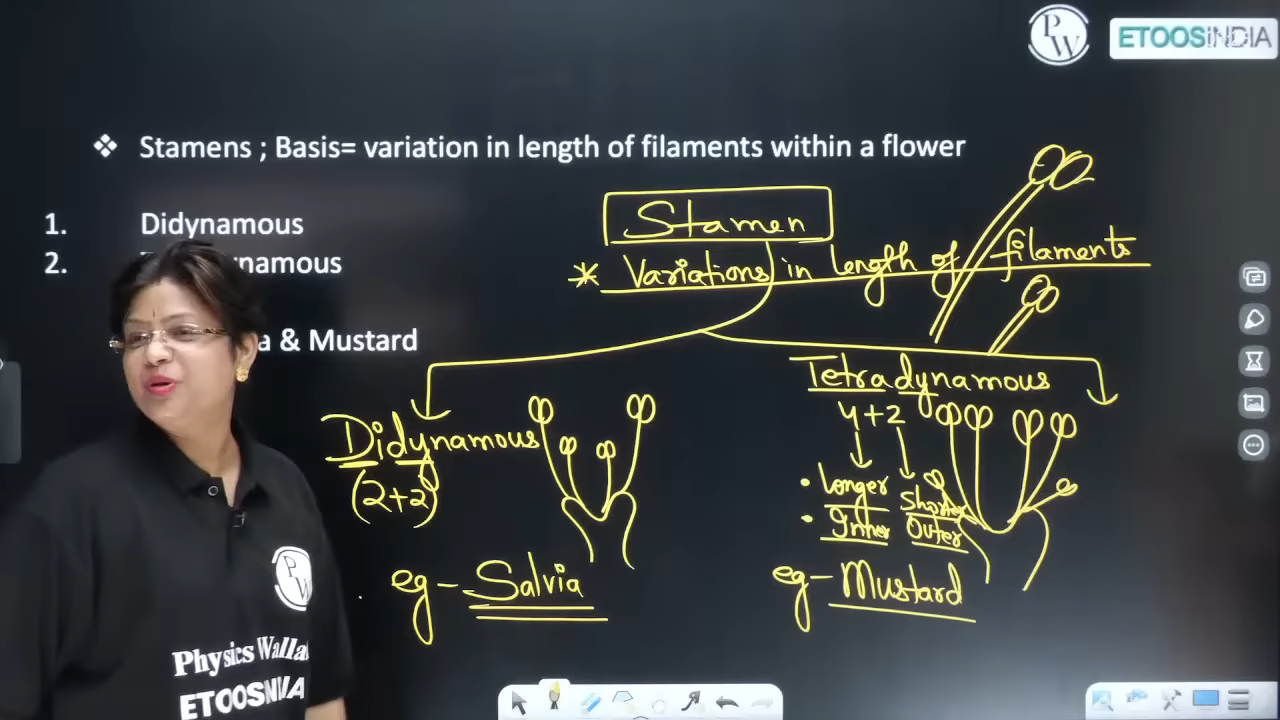 PW
ETOOSINDIA
❖ Stamens ; Basis= variation in length of filaments within a flower
1. Didynamous
2. namous
a & Mustard
Stamen
* Variations in length of filaments
Didynamous
(2+2)
eg - Salvia
Tetradynamous
4+2
• Longer Shorter
• Inner Outer
eg - Mustard
PW
Physics Walla
ETOOSINDIA